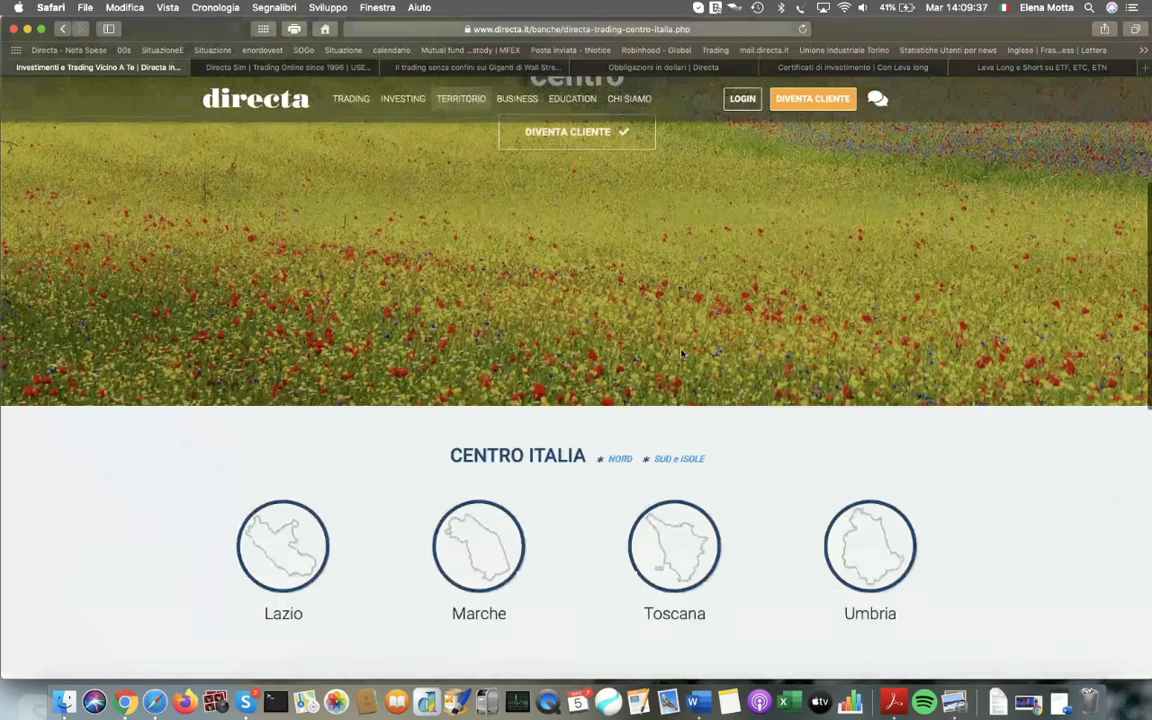 Safari File Modifica Vista Cronologia Segnalibri Sviluppo Finestra Aiuto 41% Mar 14:09:37 Elena Motta
www.directa.it/banche/directa-trading-centro-italia.php
Directa - Nota Spese 00s SituazioneE Situazione enordovest SOGo Situazione calendario Mutual fund ...stody | MFEX Posta inviata - tNotice Robinhood - Global Trading mail.directa.it Unione Industriale Torino Statistiche Utenti per news Inglese | Fras...es | Lettera
Investimenti e Trading Vicino A Te | Directa In... Directa Sim | Trading Online since 1996 | USE... Il trading senza confini sui Giganti di Wall Stre... Obbligazioni in dollari | Directa Certificati di Investimento | Con Leva long Leva Long e Short su ETF, ETC, ETN
centro
directa TRADING INVESTING TERRITORIO BUSINESS EDUCATION CHI SIAMO LOGIN DIVENTA CLIENTE
DIVENTA CLIENTE
CENTRO ITALIA * NORD * SUD e ISOLE
Lazio Marche Toscana Umbria
5